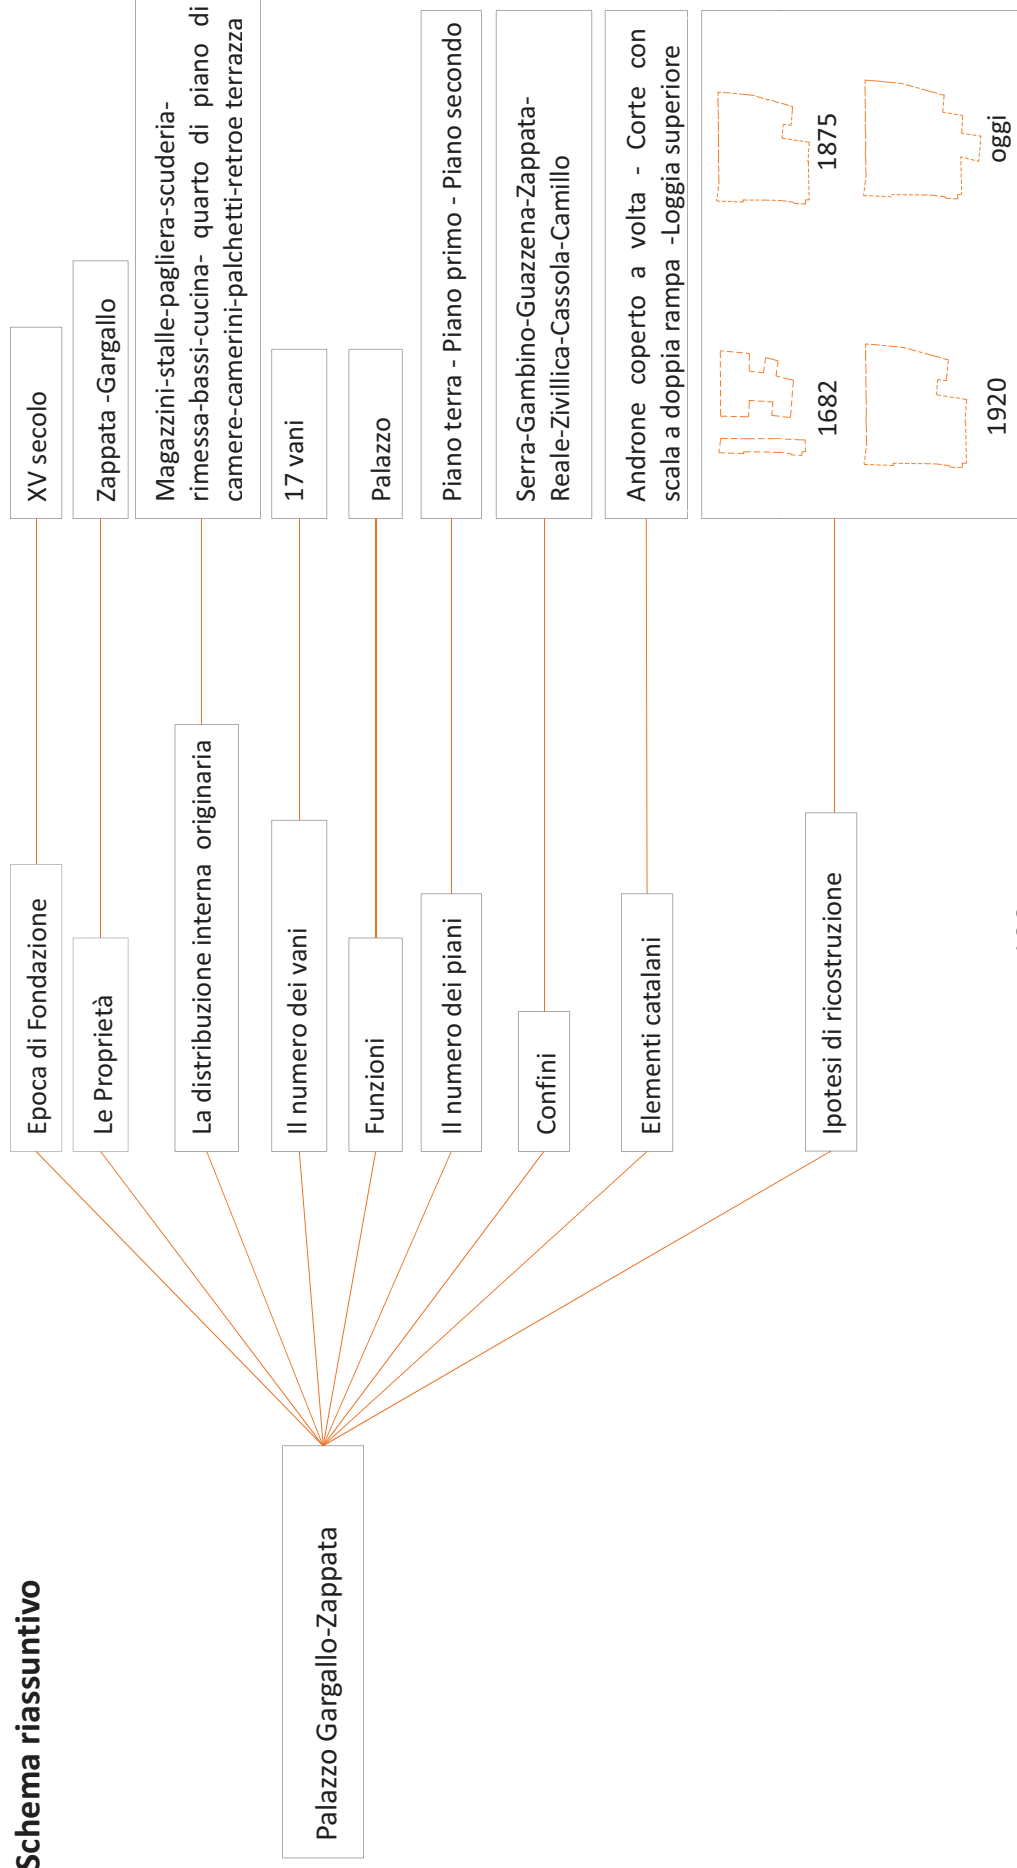 Schema riassuntivo
Palazzo Gargallo-Zappata
Epoca di Fondazione
XV secolo
Le Proprietà
Zappata -Gargallo
La distribuzione interna originaria
Magazzini-stalle-pagliera-scuderia-
rimessa-bassi-cucina- quarto di piano di
camere-camerini-palchetti-retroe terrazza
Il numero dei vani
17 vani
Funzioni
Palazzo
Il numero dei piani
Piano terra - Piano primo - Piano secondo
Confini
Serra-Gambino-Guazzena-Zappata-
Reale-Zivillica-Cassola-Camillo
Elementi catalani
Androne coperto a volta - Corte con
scala a doppia rampa -Loggia superiore
Ipotesi di ricostruzione
1682
1875
1920
oggi